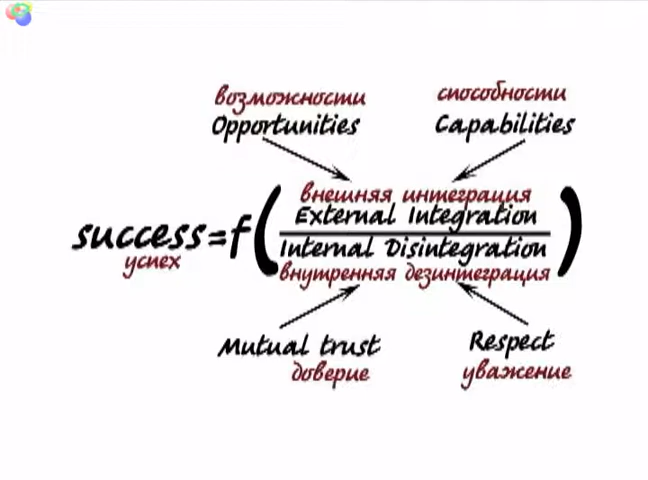 возможности
Opportunities
способности
Capabilities
success=f
успех
(
внешняя интеграция
External Integration
Internal Disintegration
внутренняя дезинтеграция
)
Mutual trust
доверие
Respect
уважение